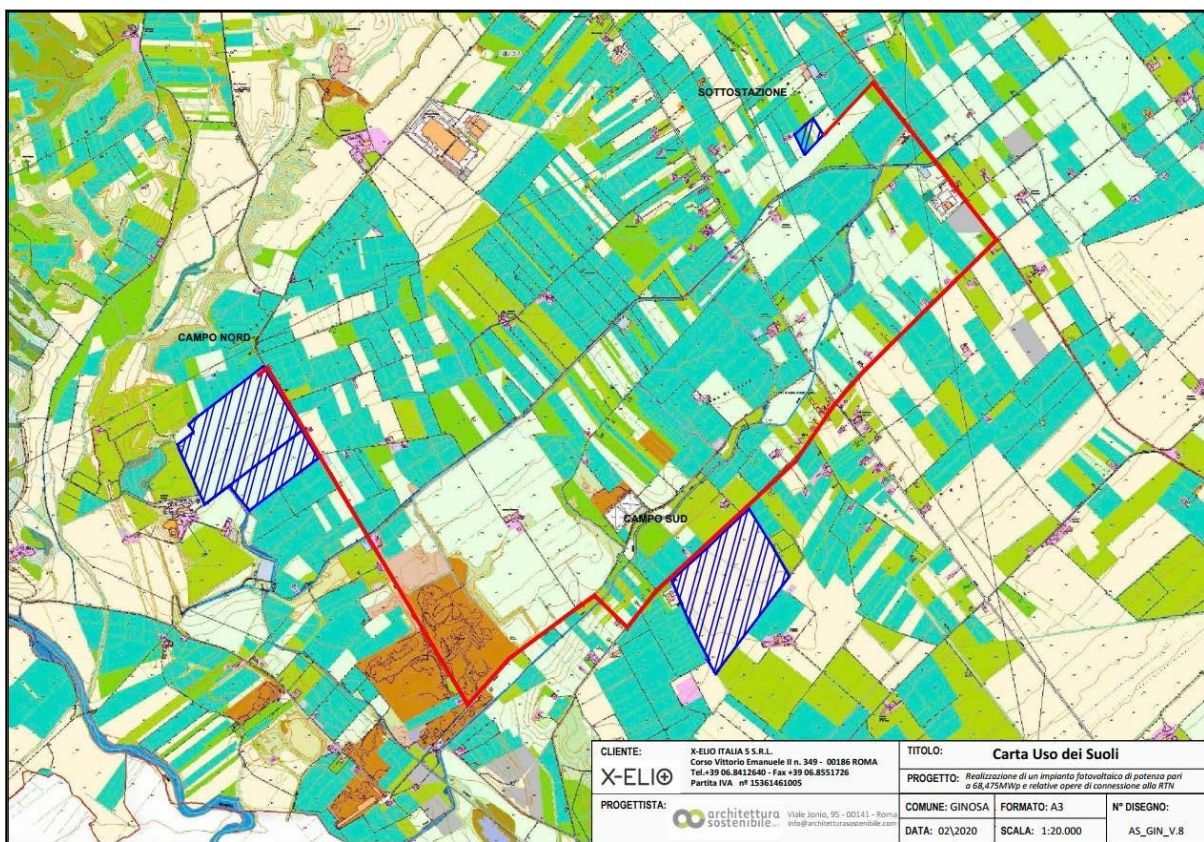 SOTTOSTAZIONE
CAMPO NORD
CAMPO SUD
CLIENTE:
X-ELIO
X-ELIO ITALIA 5 S.R.L.
Corso Vittorio Emanuele II n. 349 - 00186 ROMA
Tel.+39 06.8412640 - Fax +39 06.8551726
Partita IVA n° 15361461005
PROGETTISTA:
architettura
sostenibile
Viale Jonio, 95 - 00141 - Roma
info@architetturasostenibile.com
TITOLO: Carta Uso dei Suoli
PROGETTO: Realizzazione di un impianto fotovoltaico di potenza pari
a 68,475MWp e relative opere di connessione alla RTN
COMUNE: GINOSA
FORMATO: A3
N° DISEGNO:
DATA: 02\2020
SCALA: 1:20.000
AS_GIN_V.8